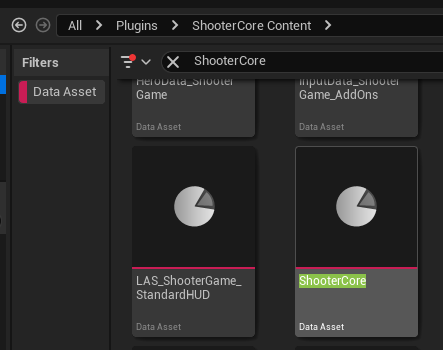 All > Plugins > ShooterCore Content >
Filters
ShooterCore
Data Asset
HeroData_Shooter
Game
Data Asset
InputData_Shooter
Game_AddOns
Data Asset
LAS_ShooterGame_
StandardHUD
Data Asset
ShooterCore
Data Asset